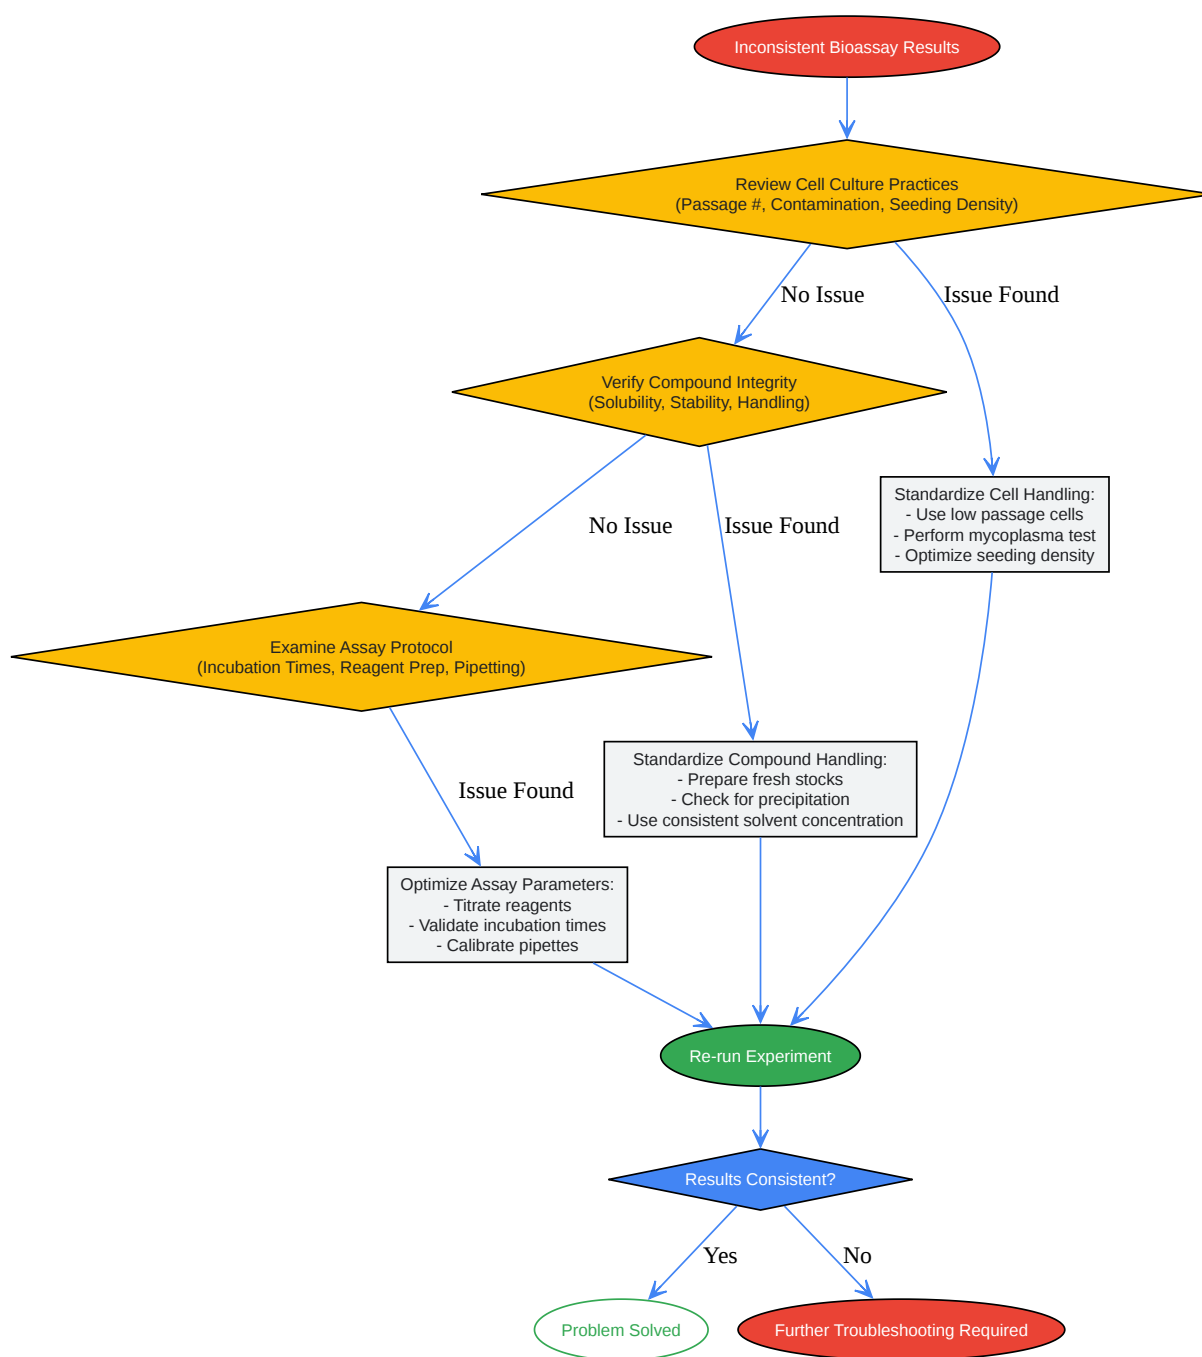 Inconsistent Bioassay Results
Review Cell Culture Practices
(Passage #, Contamination, Seeding Density)
No Issue
Issue Found
Verify Compound Integrity
(Solubility, Stability, Handling)
Standardize Cell Handling:
- Use low passage cells
- Perform mycoplasma test
- Optimize seeding density
No Issue
Issue Found
Examine Assay Protocol
(Incubation Times, Reagent Prep, Pipetting)
Standardize Compound Handling:
- Prepare fresh stocks
- Check for precipitation
- Use consistent solvent concentration
Issue Found
Optimize Assay Parameters:
- Titrate reagents
- Validate incubation times
- Calibrate pipettes
Re-run Experiment
Results Consistent?
Yes
No
Problem Solved
Further Troubleshooting Required